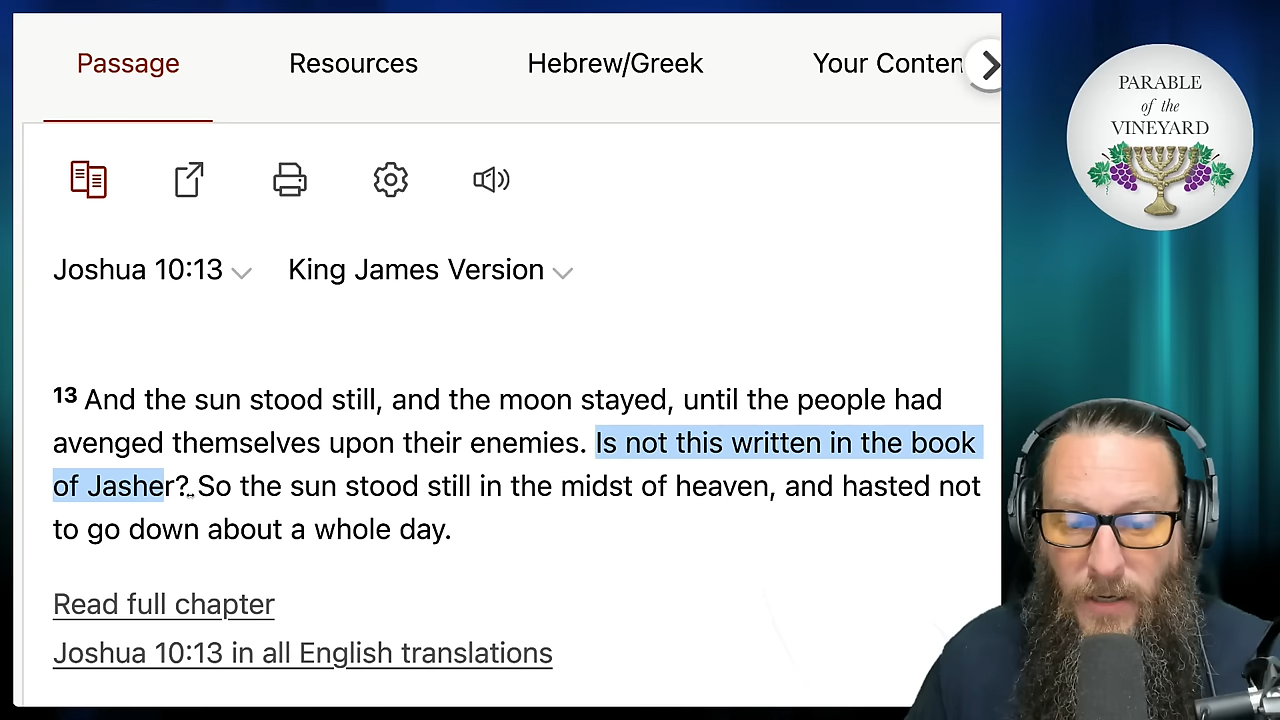 Passage
Resources
Hebrew/Greek
Your Conten
PARABLE
of the
VINEYARD
Joshua 10:13
King James Version
13 And the sun stood still, and the moon stayed, until the people had
avenged themselves upon their enemies. Is not this written in the book
of Jasher? So the sun stood still in the midst of heaven, and hasted not
to go down about a whole day.
Read full chapter
Joshua 10:13 in all English translations